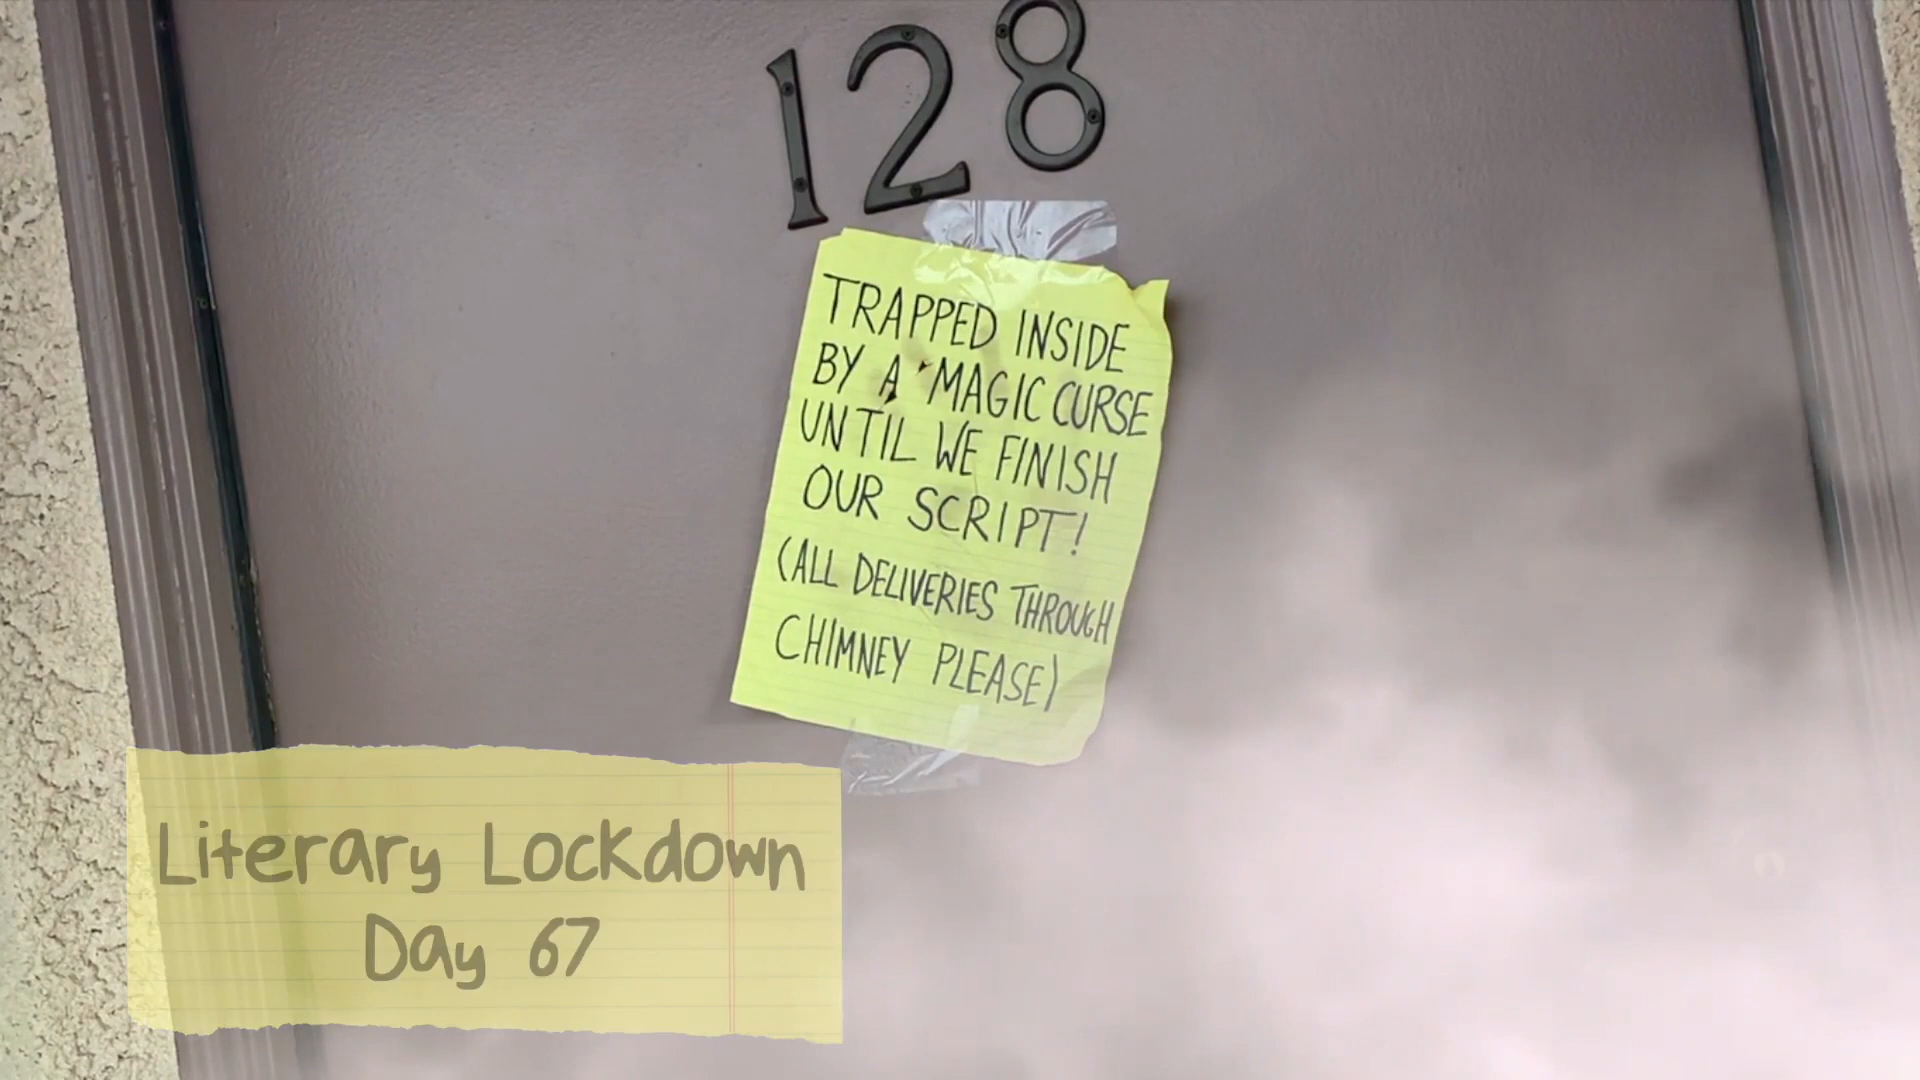 128
TRAPPED INSIDE
BY A MAGIC CURSE
UNTIL WE FINISH
OUR SCRIPT!
(ALL DELIVERIES THROUGH
CHIMNEY PLEASE)
Literary Lockdown
Day 67